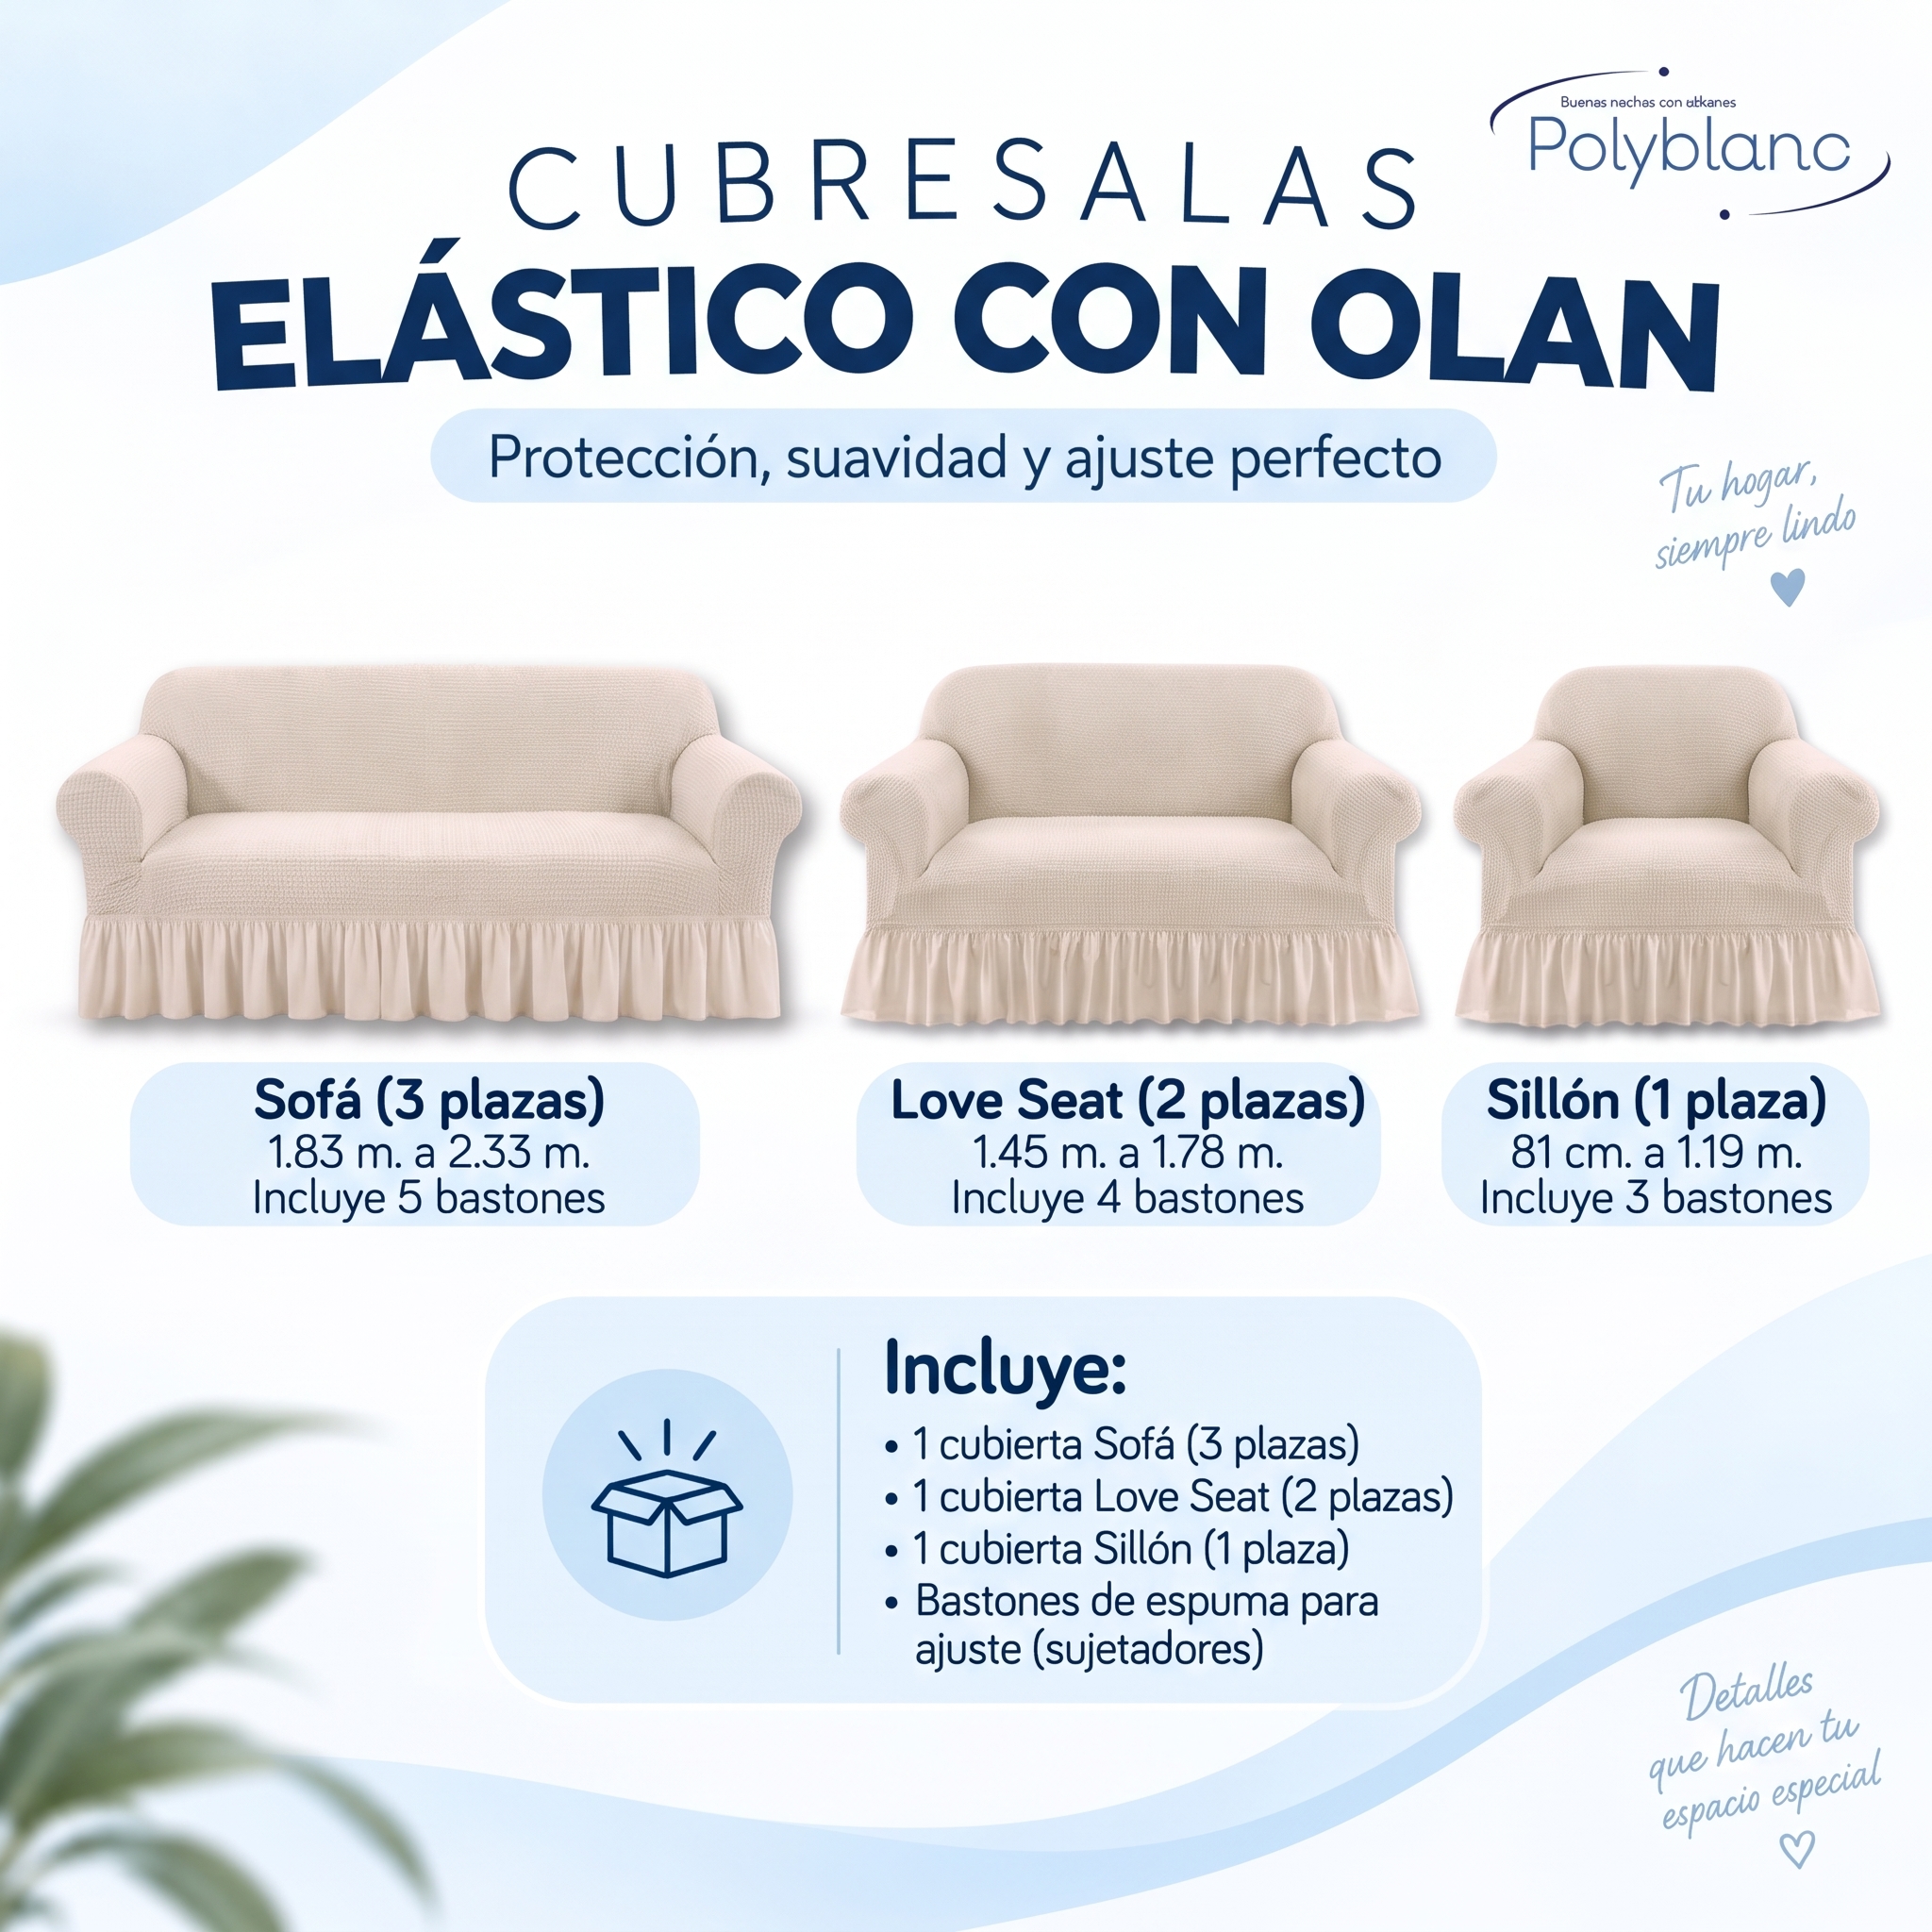 Buenas nechas con
Polyblanc
CUBRESALAS
ELÁSTICO CON OLAN
Protección, suavidad y ajuste perfecto
Tu hogar,
siempre lindo
Sofá (3 plazas)
1.83 m. a 2.33 m.
Incluye 5 bastones
Love Seat (2 plazas)
1.45 m. a 1.78 m.
Incluye 4 bastones
Sillón (1 plaza)
81 cm. a 1.19 m.
Incluye 3 bastones
Incluye:
• 1 cubierta Sofá (3 plazas)
• 1 cubierta Love Seat (2 plazas)
• 1 cubierta Sillón (1 plaza)
• Bastones de espuma para
ajuste (sujetadores)
Detalles
que hacen tu
espacio especial